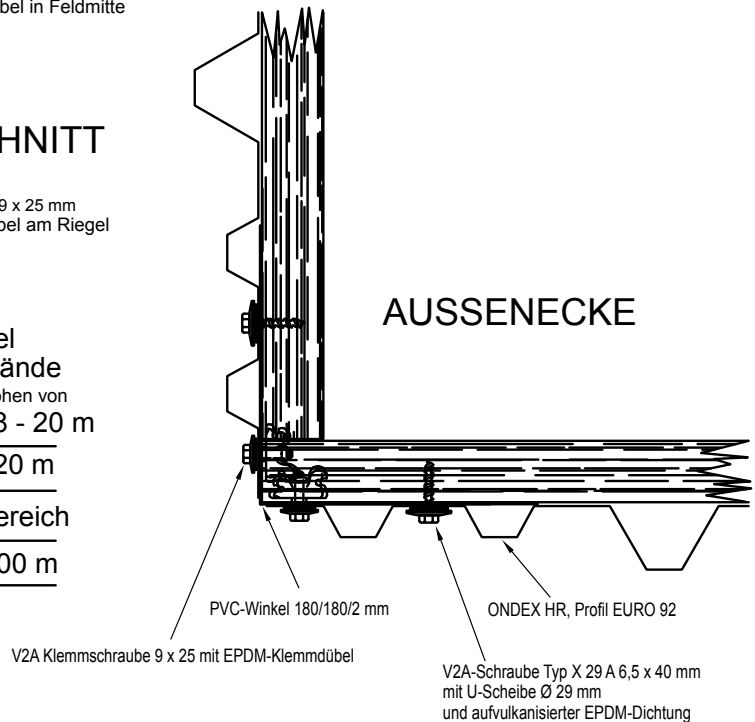 bel in Feldmitte
HNITT
9 x 25 mm
bel am Riegel
AUSSENECKE
el
ände
öhen von
8 - 20 m
20 m
ereich
00 m
PVC-Winkel 180/180/2 mm
ONDEX HR, Profil EURO 92
V2A Klemmschraube 9 x 25 mit EPDM-Klemmdübel
V2A-Schraube Typ X 29 A 6,5 x 40 mm
mit U-Scheibe Ø 29 mm
und aufvulkanisierter EPDM-Dichtung